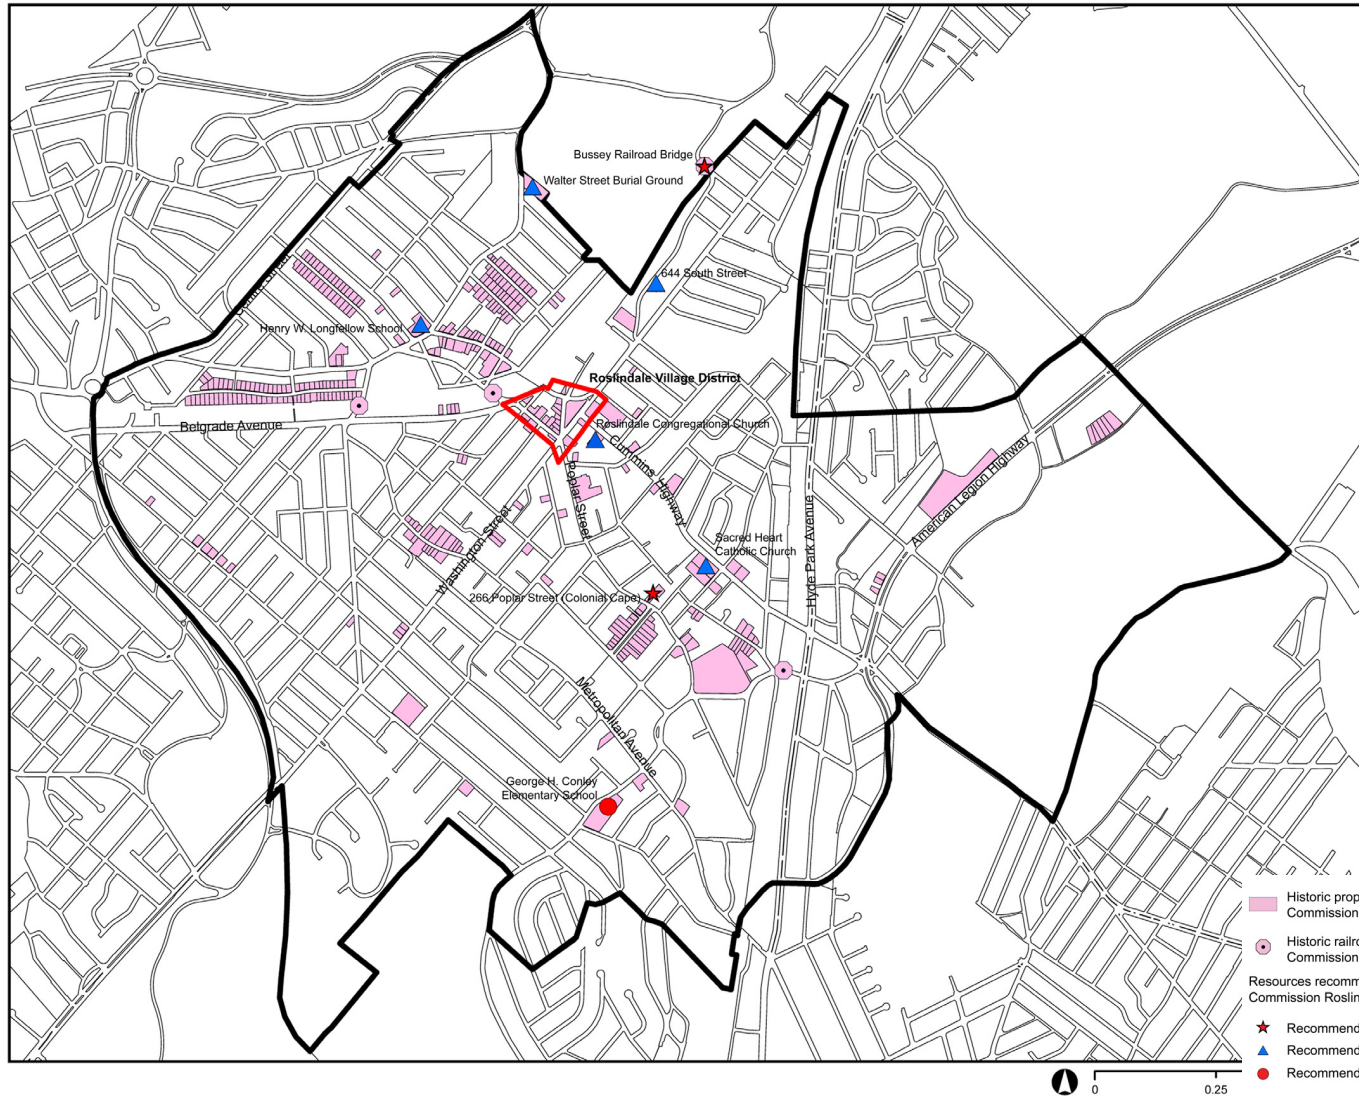 Bussey Railroad Bridge
Walter Street Burial Ground
644 South Street
Centre Street
Henry W. Longfellow School
Roslindale Village District
Roslindale Congregational Church
Belgrade Avenue
Cummins Highway
Poplar Street
Washington Street
American Legion Highway
Hyde Park Avenue
Sacred Heart
Catholic Church
266 Poplar Street (Colonial Cape)
Metropolitan Avenue
George H. Conley
Elementary School
Historic prop
Commission
Historic railro
Commission
Resources recomm
Commission Roslin
Recommend
Recommend
Recommend
0
0.25